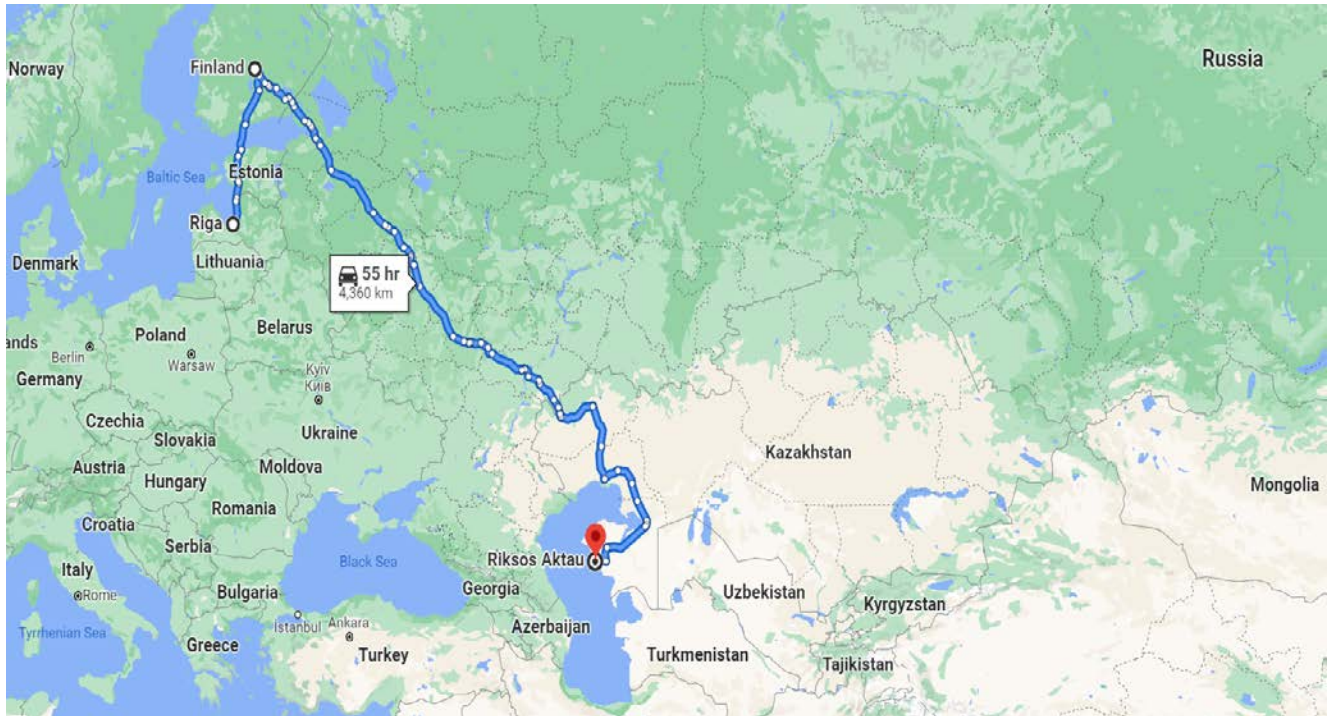 Norway
Finland
Russia
Baltic Sea
Estonia
Riga
Denmark
Lithuania
55 hr
4,360 km
Belarus
ands
Berlin
Poland
Warsaw
Germany
Kyiv
Київ
Czechia
Slovakia
Ukraine
Austria
Hungary
Moldova
Kazakhstan
Romania
Mongolia
Croatia
Serbia
Italy
Rome
Bulgaria
Black Sea
Riksos Aktau
Georgia
Uzbekistan
Kyrgyzstan
Tyrrhenian Sea
Greece
İstanbul
Ankara
Turkey
Azerbaijan
Turkmenistan
Tajikistan